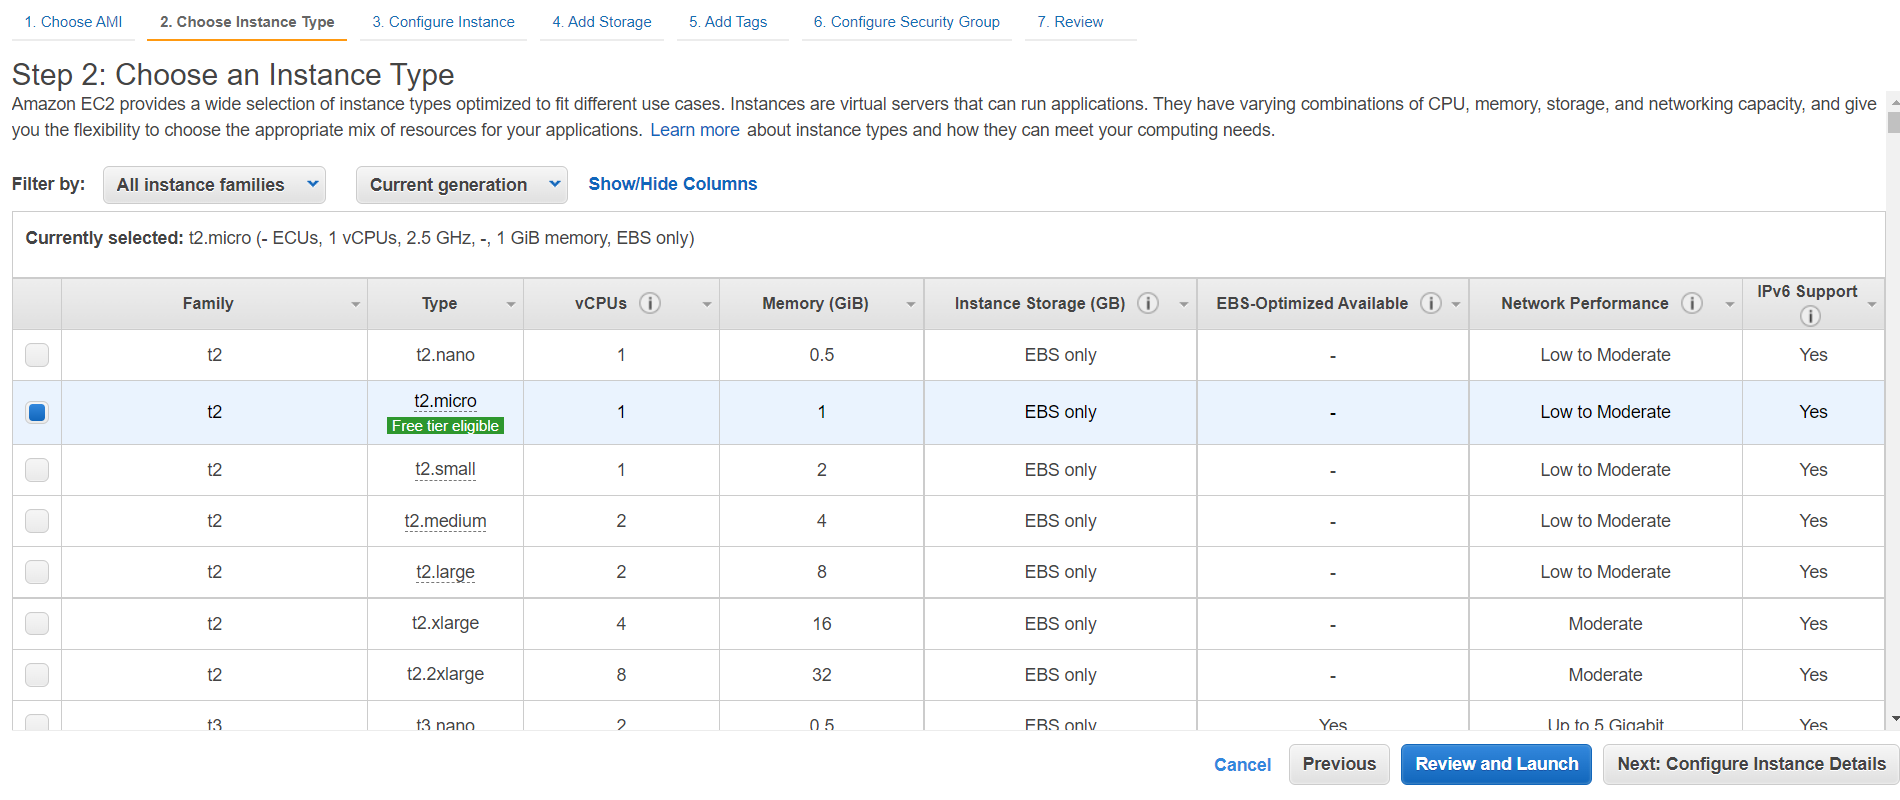 1. Choose AMI 2. Choose Instance Type 3. Configure Instance 4. Add Storage 5. Add Tags 6. Configure Security Group 7. Review
Step 2: Choose an Instance Type
Amazon EC2 provides a wide selection of instance types optimized to fit different use cases. Instances are virtual servers that can run applications. They have varying combinations of CPU, memory, storage, and networking capacity, and give
you the flexibility to choose the appropriate mix of resources for your applications. Learn more about instance types and how they can meet your computing needs.
Filter by: All instance families Current generation Show/Hide Columns
Currently selected: t2.micro (- ECUs, 1 vCPUs, 2.5 GHz, -, 1 GiB memory, EBS only)
Family Type vCPUs Memory (GiB) Instance Storage (GB) EBS-Optimized Available Network Performance IPv6 Support
t2 t2.nano 1 0.5 EBS only - Low to Moderate Yes
t2 t2.micro 1 1 EBS only - Low to Moderate Yes
Free tier eligible
t2 t2.small 1 2 EBS only - Low to Moderate Yes
t2 t2.medium 2 4 EBS only - Low to Moderate Yes
t2 t2.large 2 8 EBS only - Low to Moderate Yes
t2 t2.xlarge 4 16 EBS only - Moderate Yes
t2 t2.2xlarge 8 32 EBS only - Moderate Yes
t3 t3.nano 2 0.5 EBS only Yes Up to 5 Gigabit Yes
Cancel Previous Review and Launch Next: Configure Instance Details